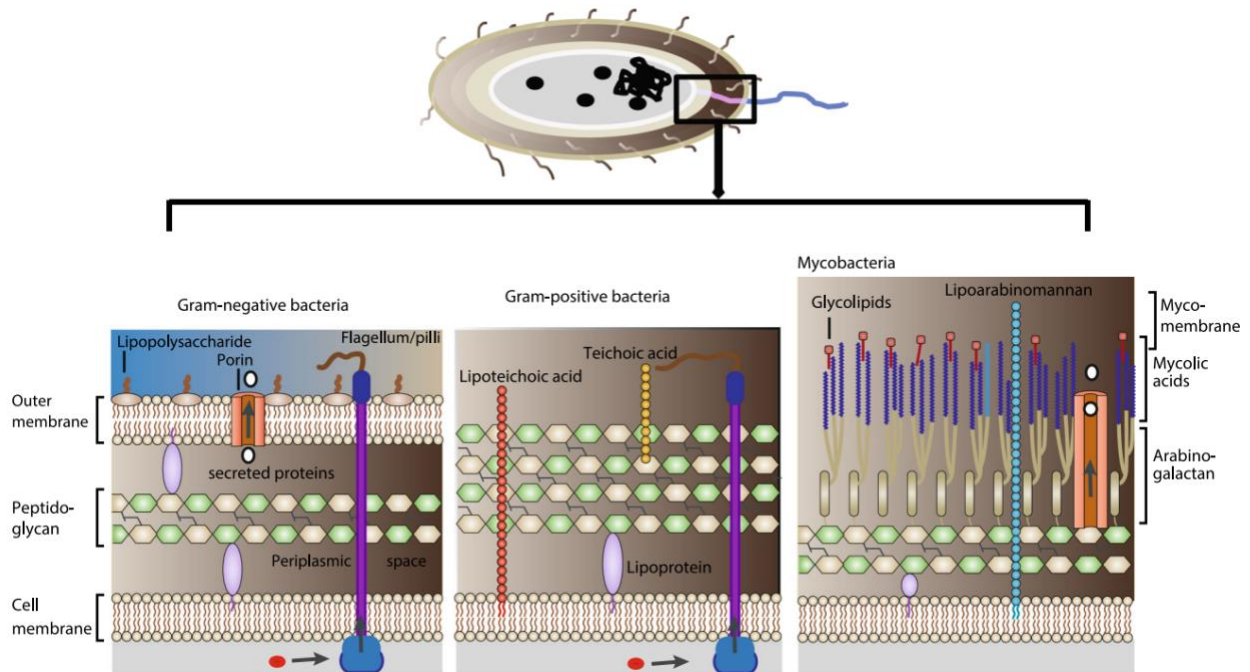 Mycobacteria
Gram-negative bacteria
Gram-positive bacteria
Lipopolysaccharide
Porin
Flagellum/pilli
Outer
membrane
secreted proteins
Peptido-
glycan
Periplasmic space
Cell
membrane
Lipoteichoic acid
Teichoic acid
Lipoprotein
Glycolipids
Lipoarabinomannan
Myco-
membrane
Mycolic
acids
Arabino-
galactan